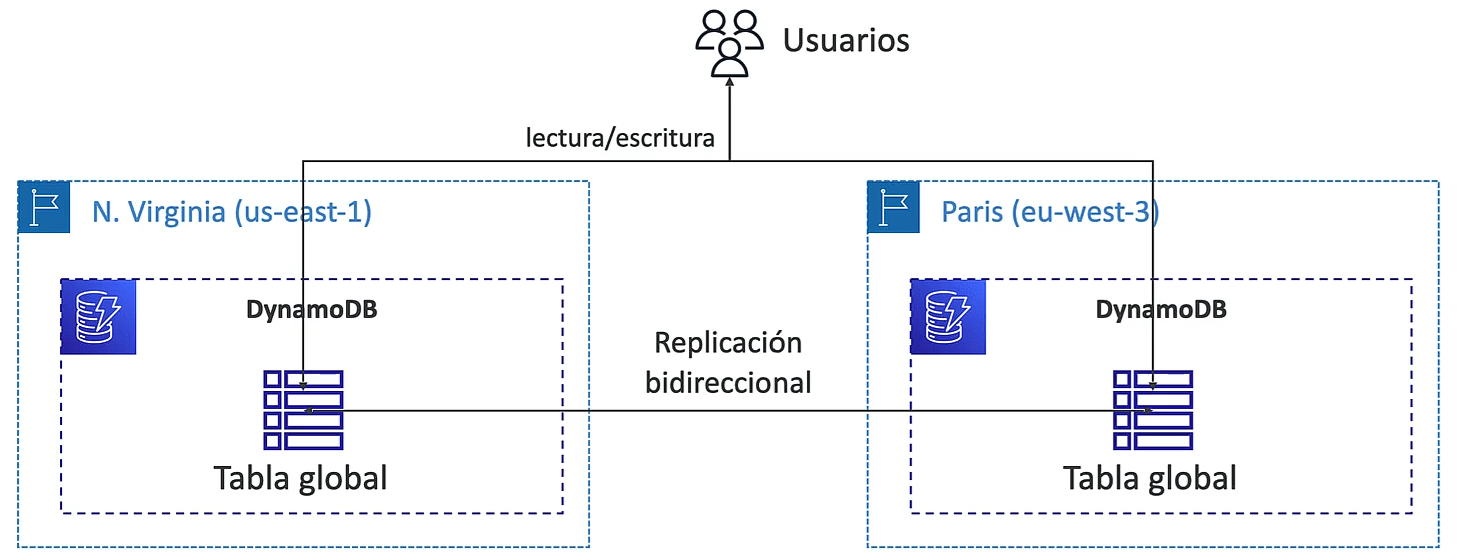 Usuarios
lectura/escritura
N. Virginia (us-east-1)
Paris (eu-west-3)
DynamoDB
DynamoDB
Replicación
bidireccional
Tabla global
Tabla global